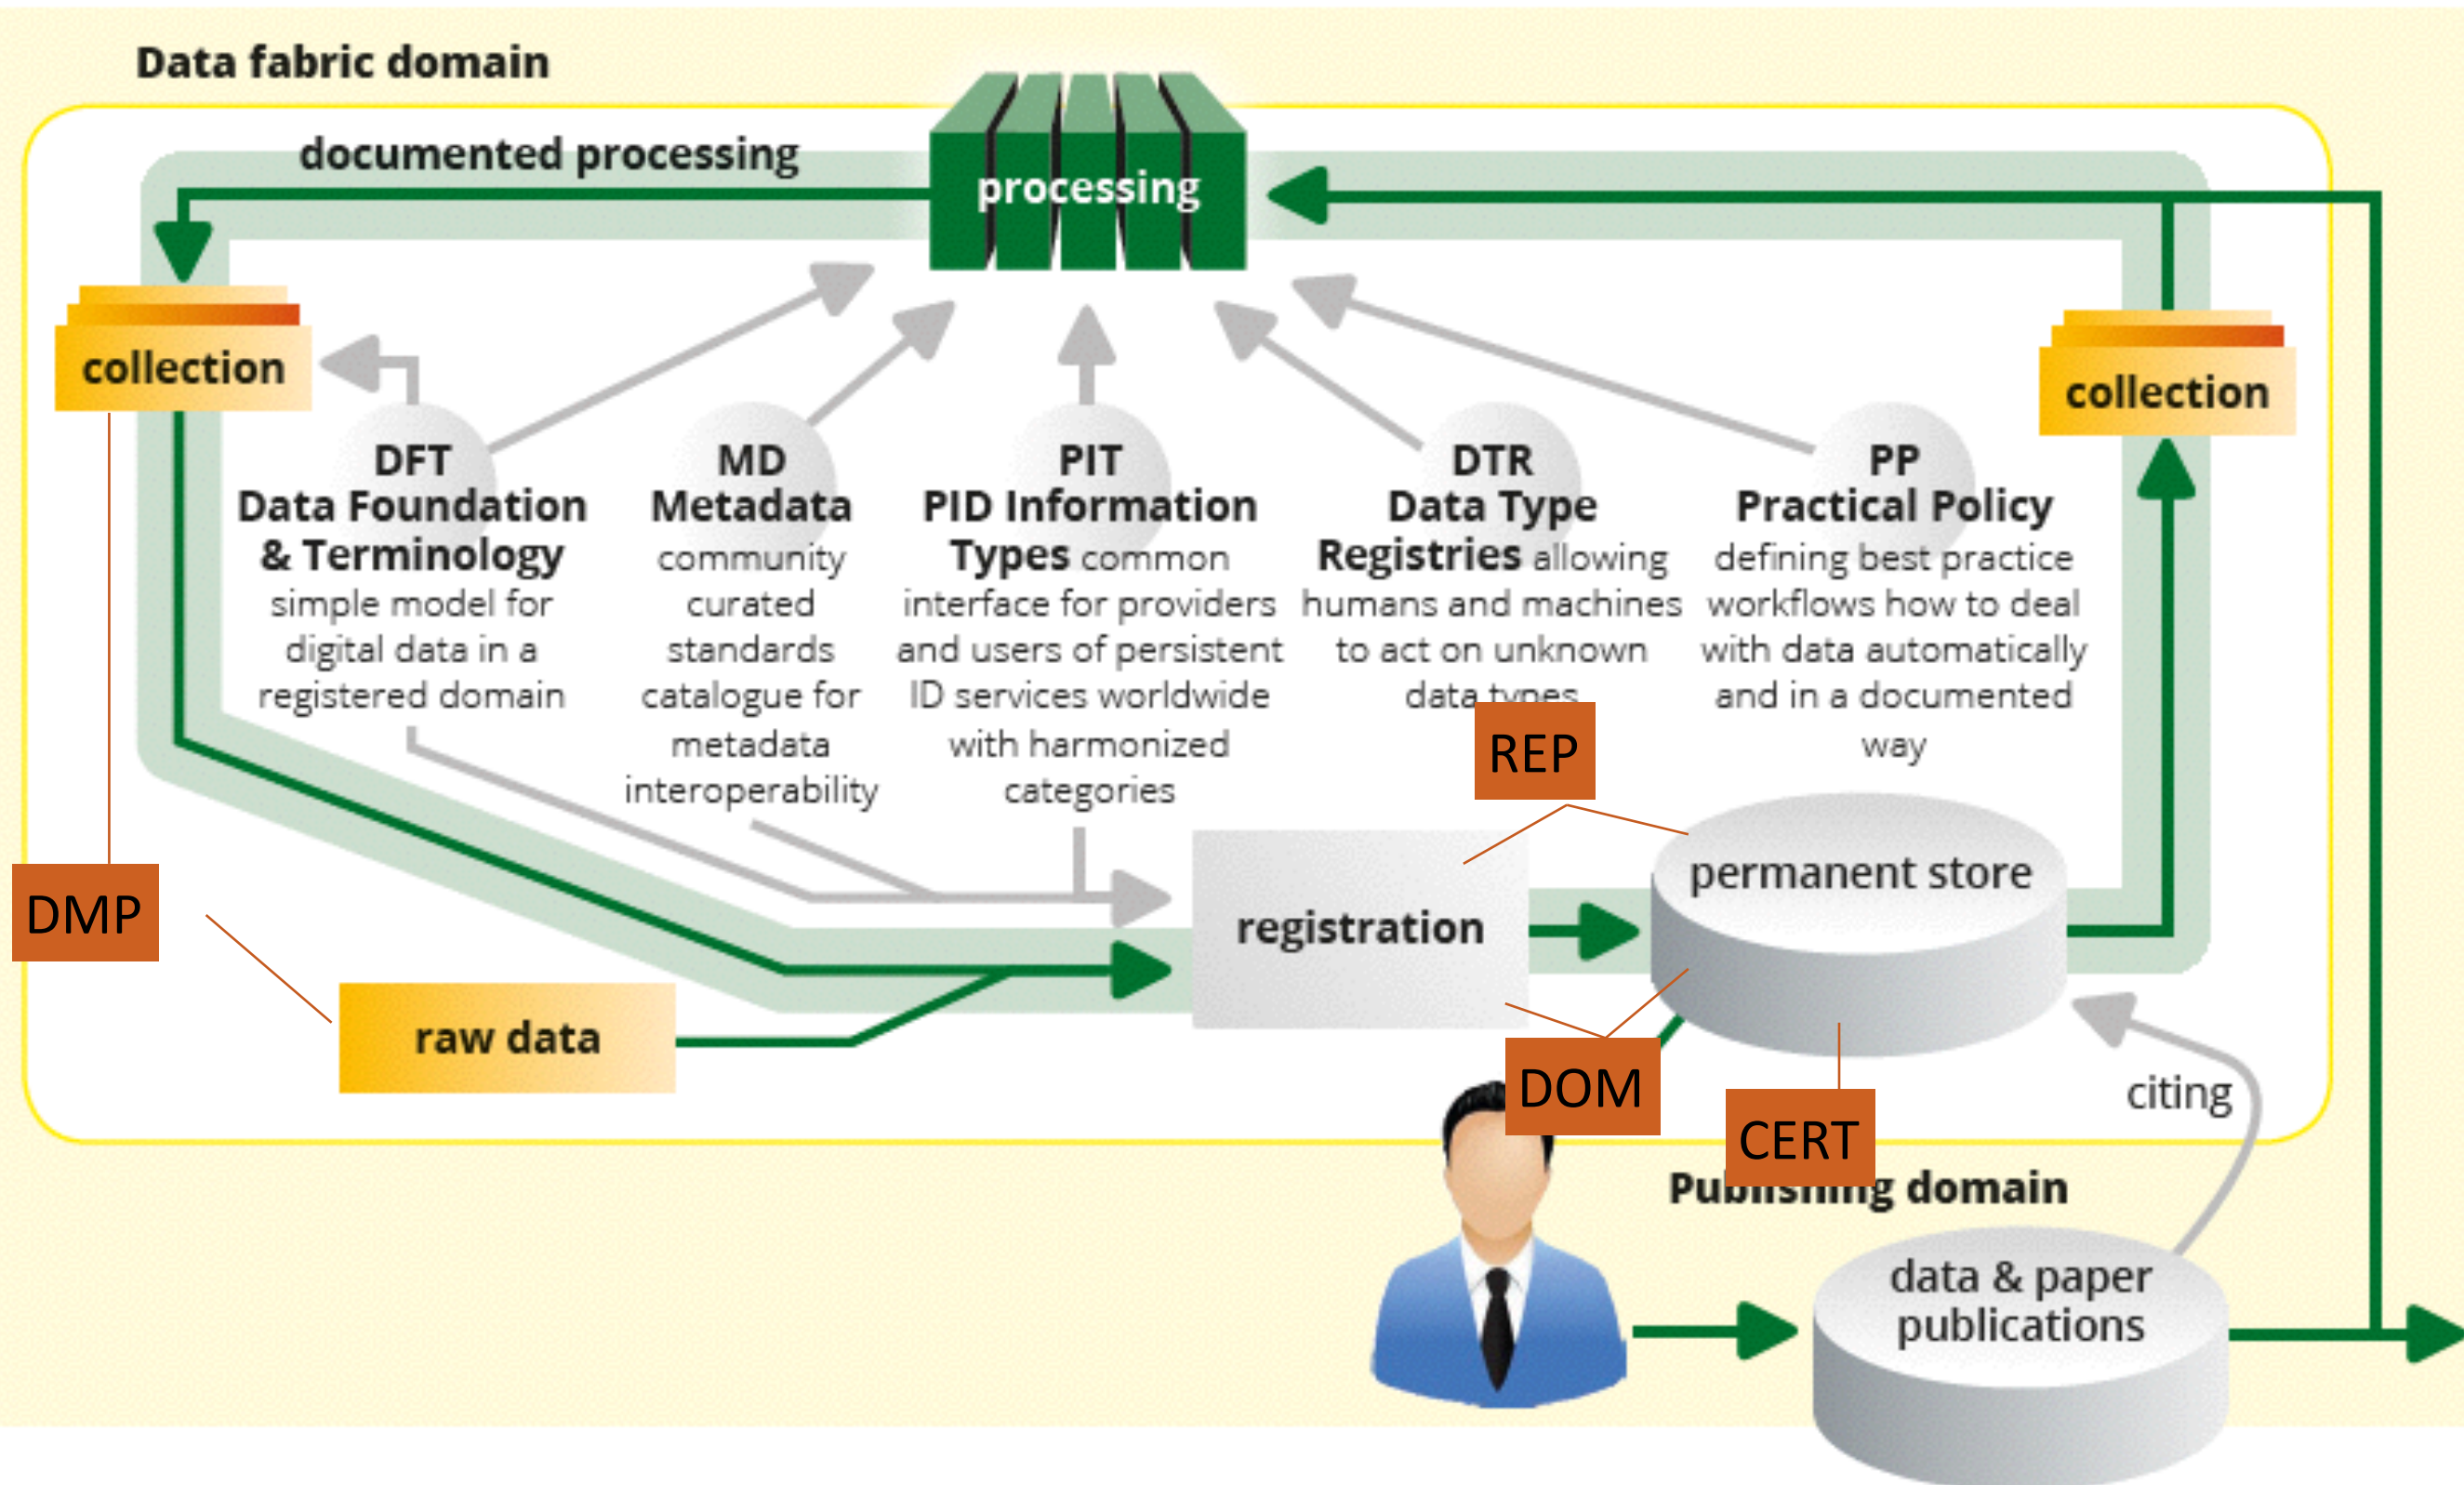 Data fabric domain
documented processing
processing
collection
collection
DFT
Data Foundation
& Terminology
simple model for
digital data in a
registered domain
MD
Metadata
community
curated
standards
catalogue for
metadata
interoperability
PIT
PID Information
Types common
interface for providers
and users of persistent
ID services worldwide
with harmonized
categories
DTR
Data Type
Registries allowing
humans and machines
to act on unknown
data types
PP
Practical Policy
defining best practice
workflows how to deal
with data automatically
and in a documented
way
REP
permanent store
DMP
registration
raw data
DOM
CERT
citing
Publishing domain
data & paper
publications